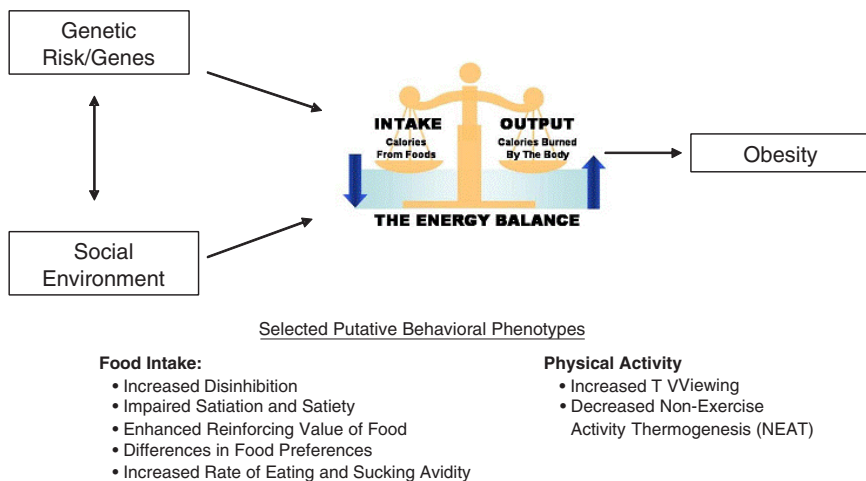 Genetic
Risk/Genes
INTAKE
Calories
From Foods
OUTPUT
Calories Burned
By The Body
THE ENERGY BALANCE
Obesity
Social
Environment
Selected Putative Behavioral Phenotypes
Food Intake:
• Increased Disinhibition
• Impaired Satiation and Satiety
• Enhanced Reinforcing Value of Food
• Differences in Food Preferences
• Increased Rate of Eating and Sucking Avidity
Physical Activity
• Increased T VViewing
• Decreased Non-Exercise
Activity Thermogenesis (NEAT)